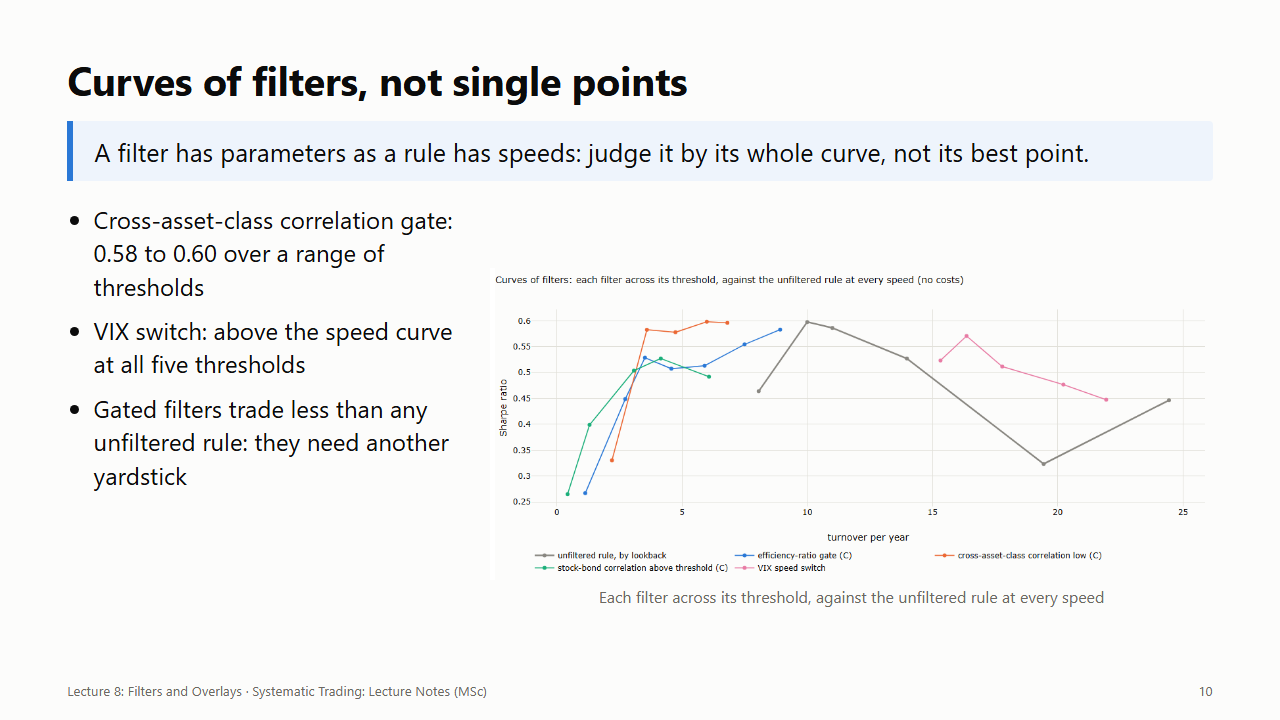 Curves of filters, not single points
A filter has parameters as a rule has speeds: judge it by its whole curve, not its best point.
• Cross-asset-class correlation gate:
0.58 to 0.60 over a range of
thresholds
• VIX switch: above the speed curve
at all five thresholds
• Gated filters trade less than any
unfiltered rule: they need another
yardstick
Curves of filters: each filter across its threshold, against the unfiltered rule at every speed (no costs)
Sharpe ratio
0.6
0.55
0.5
0.45
0.4
0.35
0.3
0.25
0 5 10 15 20 25
turnover per year
unfiltered rule, by lookback efficiency-ratio gate (C) cross-asset-class correlation low (C)
stock-bond correlation above threshold (C) VIX speed switch
Each filter across its threshold, against the unfiltered rule at every speed
Lecture 8: Filters and Overlays · Systematic Trading: Lecture Notes (MSc) 10